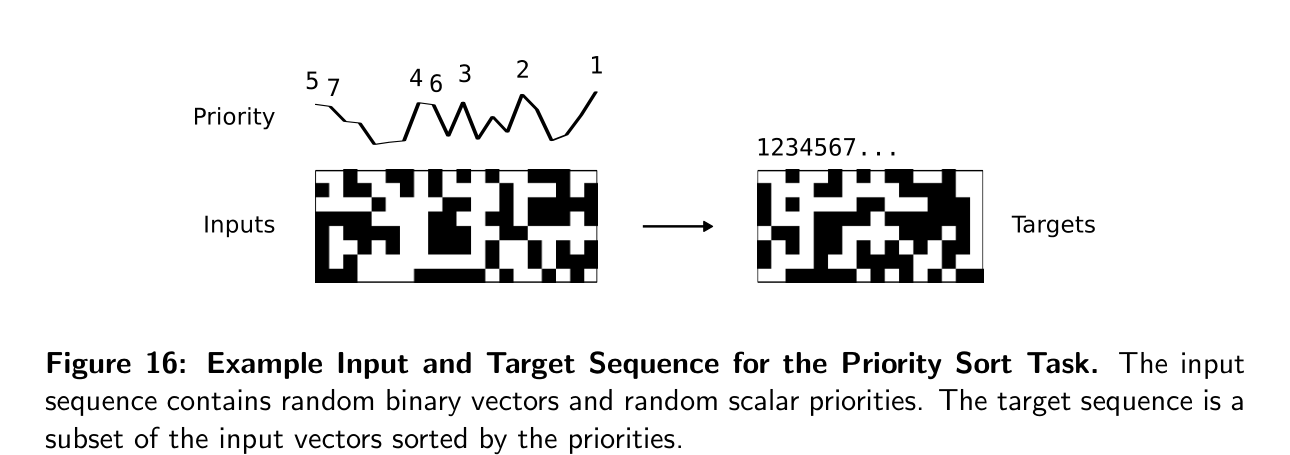 5 7 4 6 3 2 1
Priority
1234567...
Inputs
Targets
Figure 16: Example Input and Target Sequence for the Priority Sort Task. The input
sequence contains random binary vectors and random scalar priorities. The target sequence is a
subset of the input vectors sorted by the priorities.